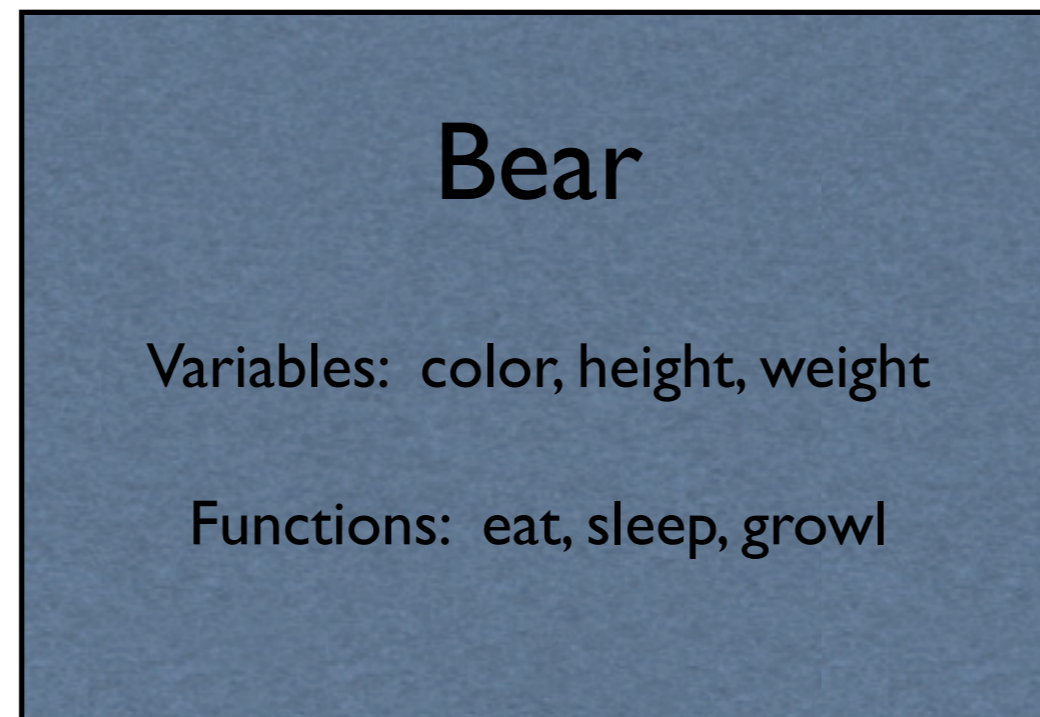 Bear
Variables: color, height, weight
Functions: eat, sleep, growl